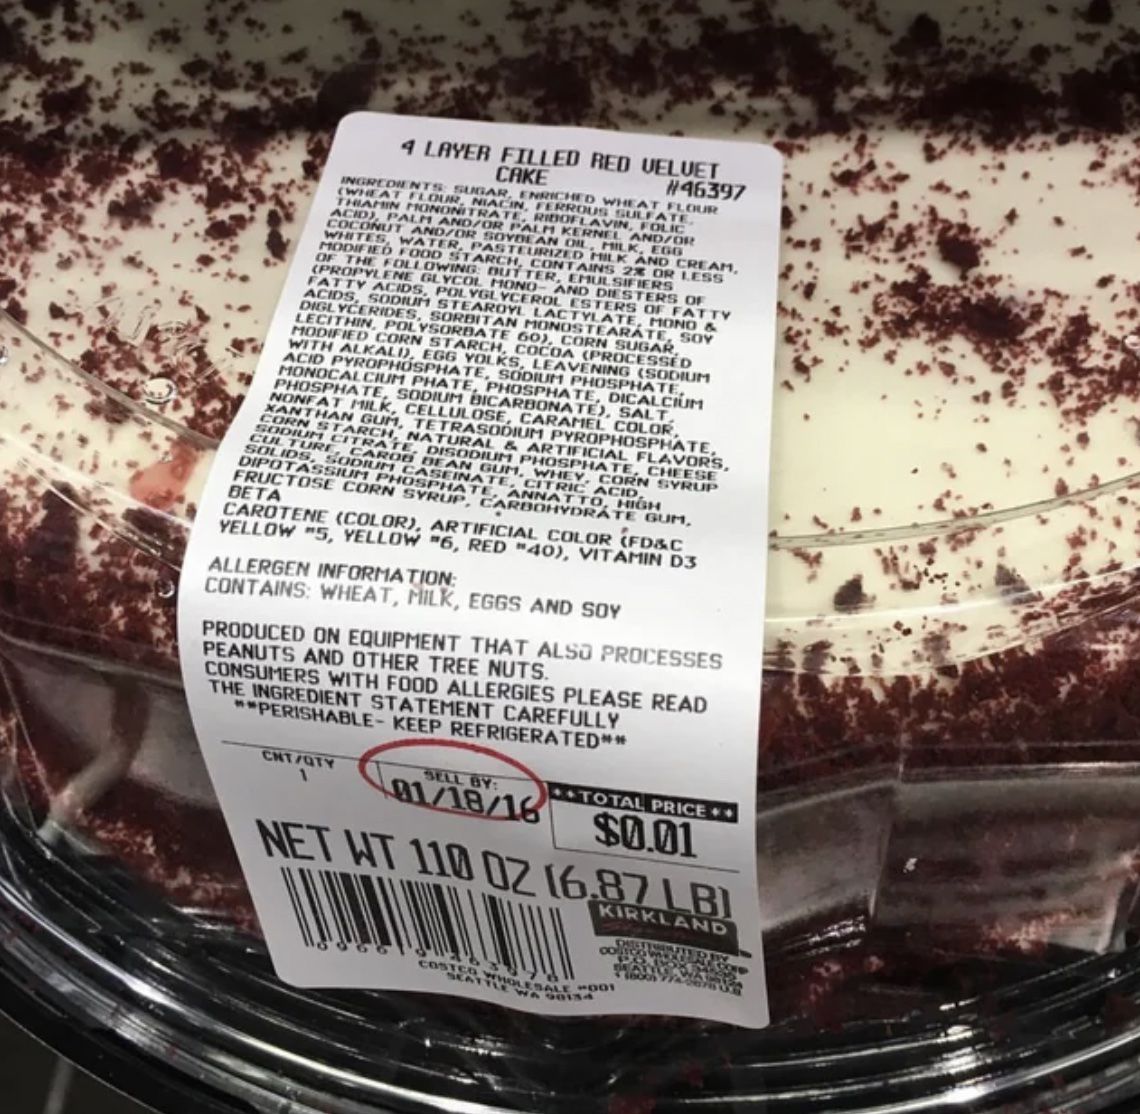 4 LAYER FILLED RED VELVET
CAKE #46397
INGREDIENTS: SUGAR, ENRICHED WHEAT FLOUR
(WHEAT FLOUR, NIACIN, FERROUS SULFATE,
THIAMIN MONONITRATE, RIBOFLAVIN, FOLIC
ACID), PALM AND/OR PALM KERNEL AND/OR
COCONUT AND/OR SOYBEAN OIL, MILK, EGG
WHITES, WATER, PASTEURIZED MILK AND CREAM,
MODIFIED FOOD STARCH, CONTAINS 2% OR LESS
OF THE FOLLOWING: BUTTER, EMULSIFIERS
(PROPYLENE GLYCOL MONO- AND DIESTERS OF
FATTY ACIDS, POLYGLYCEROL ESTERS OF FATTY
ACIDS, SODIUM STEAROYL LACTYLATE, MONO &
DIGLYCERIDES, SORBITAN MONOSTEARATE, SOY
LECITHIN, POLYSORBATE 60), CORN SUGAR,
MODIFIED CORN STARCH, COCOA (PROCESSED
WITH ALKALI), EGG YOLKS, LEAVENING (SODIUM
ACID PYROPHOSPHATE, SODIUM PHOSPHATE,
MONOCALCIUM PHATE, PHOSPHATE, DICALCIUM
PHOSPHATE, SODIUM BICARBONATE), SALT,
NONFAT MILK, CELLULOSE, CARAMEL COLOR,
XANTHAN GUM, TETRASODIUM PYROPHOSPHATE,
CORN STARCH, NATURAL & ARTIFICIAL FLAVORS,
SODIUM CITRATE, DISODIUM PHOSPHATE, CHEESE
CULTURE, CAROB BEAN GUM, WHEY, CORN SYRUP
SOLIDS, SODIUM CASEINATE, CITRIC ACID,
DIPOTASSIUM PHOSPHATE, ANNATTO, HIGH
FRUCTOSE CORN SYRUP, CARBOHYDRATE GUM,
BETA
CAROTENE (COLOR), ARTIFICIAL COLOR (FD&C
YELLOW #5, YELLOW #6, RED #40), VITAMIN D3
ALLERGEN INFORMATION:
CONTAINS: WHEAT, MILK, EGGS AND SOY
PRODUCED ON EQUIPMENT THAT ALSO PROCESSES
PEANUTS AND OTHER TREE NUTS.
CONSUMERS WITH FOOD ALLERGIES PLEASE READ
THE INGREDIENT STATEMENT CAREFULLY
**PERISHABLE- KEEP REFRIGERATED**
CNT/QTY SELL BY: **TOTAL PRICE**
1 01/18/16 $0.01
NET WT 110 OZ (6.87 LB)
KIRKLAND
DISTRIBUTED BY
COSTCO WHOLESALE CORP
SEATTLE, WA 98124
COSTCO WHOLESALE #001
SEATTLE WA 98134